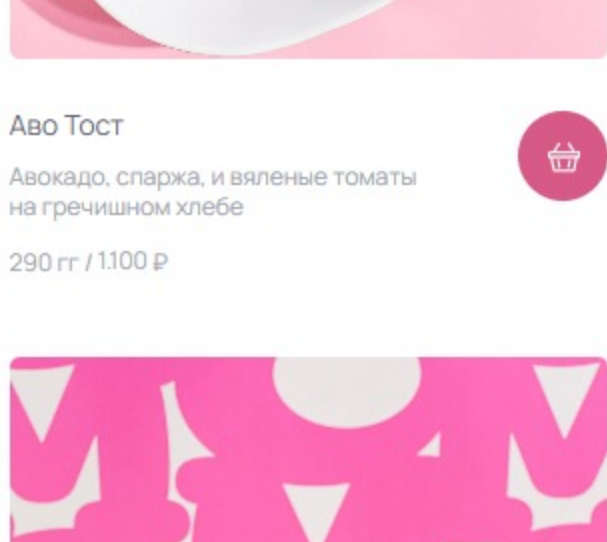 Аво Тост
Авокадо, спаржа, и вяленые томаты
на гречишном хлебе
290 гг / 1.100 ₽